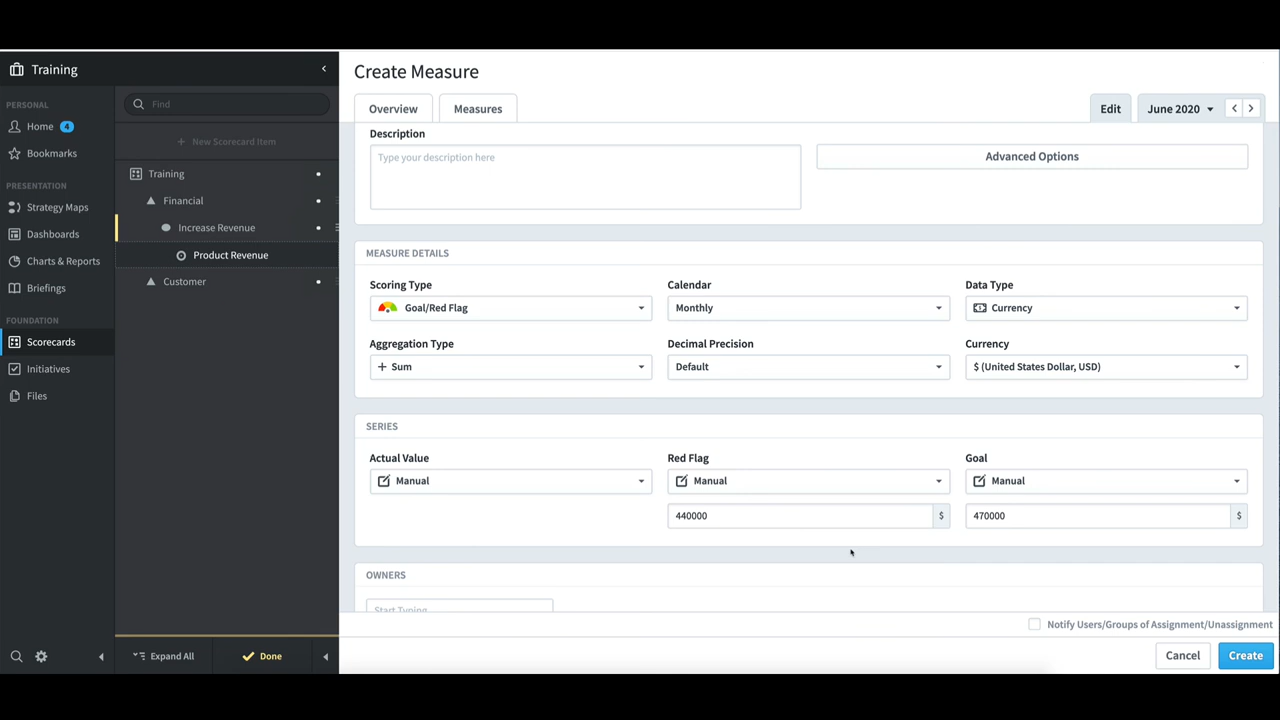 Training
PERSONAL
Home 4
Bookmarks
PRESENTATION
Strategy Maps
Dashboards
Charts & Reports
Briefings
FOUNDATION
Scorecards
Initiatives
Files
Find
+ New Scorecard Item
Training
Financial
Increase Revenue
Product Revenue
Customer
Expand All
Done
Create Measure
Overview
Measures
Edit
June 2020
Description
Type your description here
Advanced Options
MEASURE DETAILS
Scoring Type
Calendar
Data Type
Goal/Red Flag
Monthly
Currency
Aggregation Type
Decimal Precision
Currency
+ Sum
Default
$ (United States Dollar, USD)
SERIES
Actual Value
Red Flag
Goal
Manual
Manual
Manual
440000 $
470000 $
OWNERS
Start Typing
Notify Users/Groups of Assignment/Unassignment
Cancel
Create